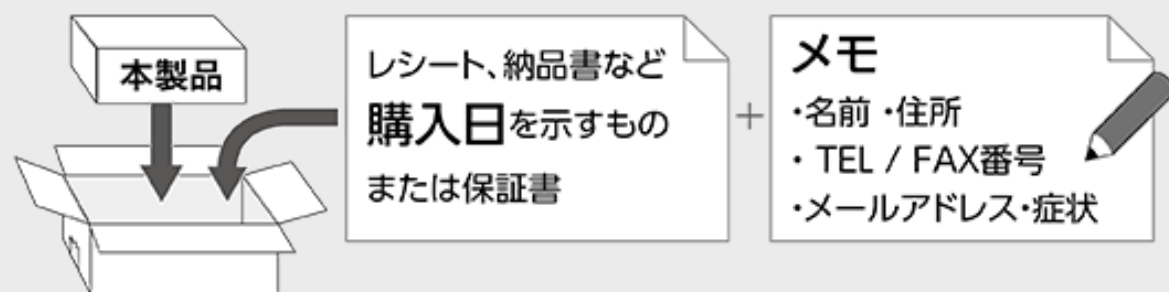 本製品
レシート、納品書など
購入日を示すもの
または保証書
+
メモ
・名前 ・住所
・ TEL / FAX番号
・メールアドレス・症状